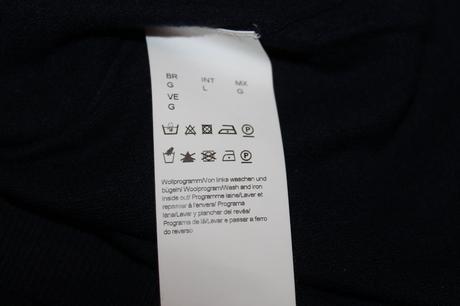 BR INT MX
G L G
VE
G
Wollprogramm/Von links waschen und
bügeln/ Woolprogram/Wash and iron
inside out/ Programme laine/Laver et
repasser à l'envers/ Programa
lana/Lavar y planchar del revés/
Programa de lã/Lavar e passar a ferro
do reverso